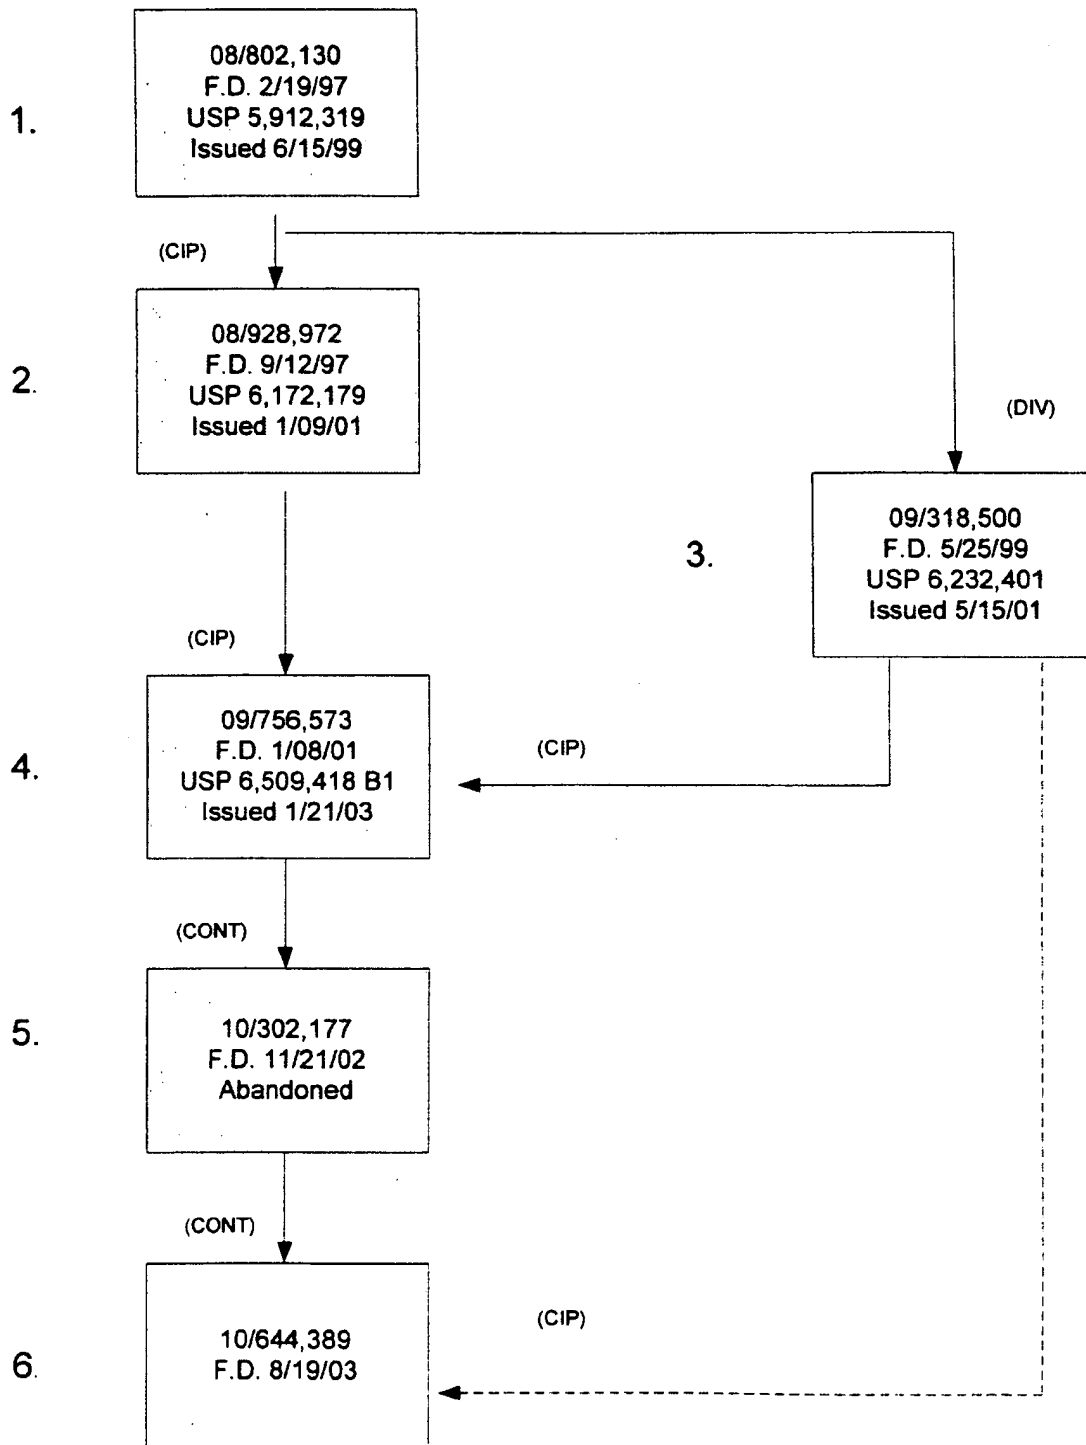 1.
08/802,130
F.D. 2/19/97
USP 5,912,319
Issued 6/15/99
(CIP)
2.
08/928,972
F.D. 9/12/97
USP 6,172,179
Issued 1/09/01
(DIV)
3.
09/318,500
F.D. 5/25/99
USP 6,232,401
Issued 5/15/01
(CIP)
4.
09/756,573
F.D. 1/08/01
USP 6,509,418 B1
Issued 1/21/03
(CIP)
(CONT)
5.
10/302,177
F.D. 11/21/02
Abandoned
(CONT)
6.
10/644,389
F.D. 8/19/03
(CIP)